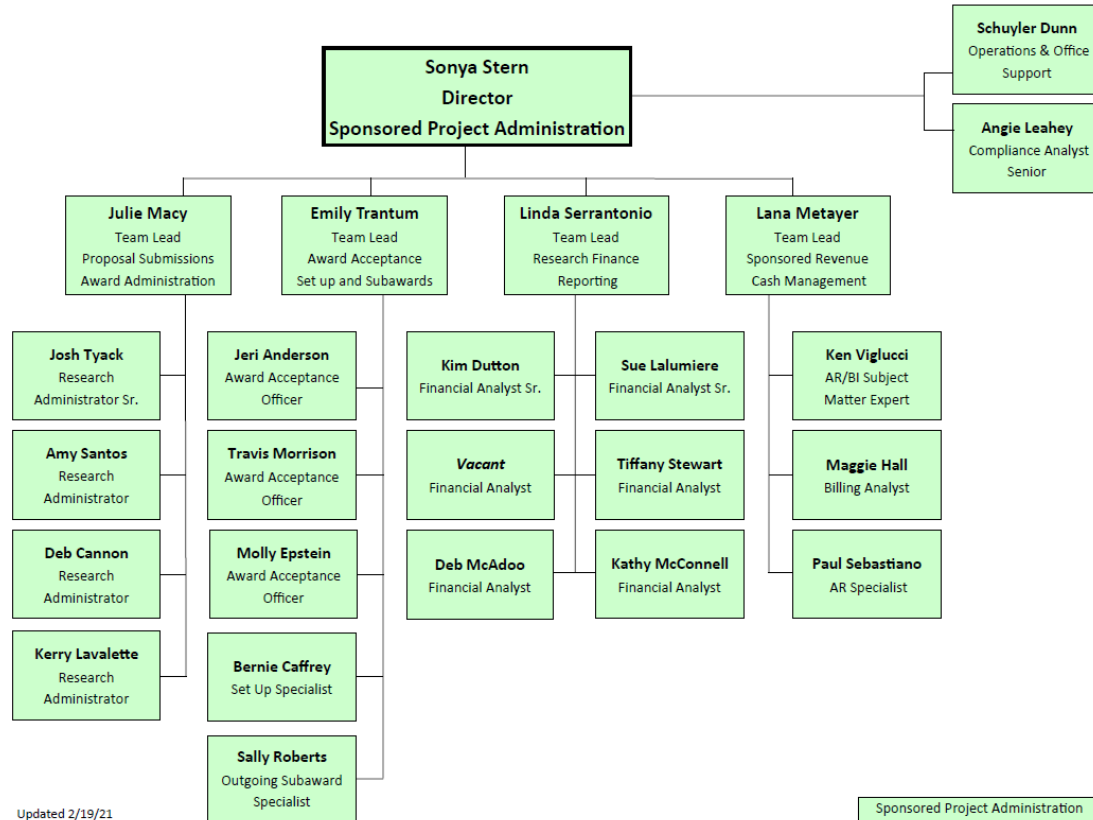 Schuyler Dunn
Operations & Office
Support
Sonya Stern
Director
Sponsored Project Administration
Angie Leahey
Compliance Analyst
Senior
Julie Macy
Team Lead
Proposal Submissions
Award Administration
Emily Trantum
Team Lead
Award Acceptance
Set up and Subawards
Linda Serrantonio
Team Lead
Research Finance
Reporting
Lana Metayer
Team Lead
Sponsored Revenue
Cash Management
Josh Tyack
Research
Administrator Sr.
Jeri Anderson
Award Acceptance
Officer
Kim Dutton
Financial Analyst Sr.
Sue Lalumiere
Financial Analyst Sr.
Ken Viglucci
AR/BI Subject
Matter Expert
Amy Santos
Research
Administrator
Travis Morrison
Award Acceptance
Officer
Vacant
Financial Analyst
Tiffany Stewart
Financial Analyst
Maggie Hall
Billing Analyst
Deb Cannon
Research
Administrator
Molly Epstein
Award Acceptance
Officer
Deb McAdoo
Financial Analyst
Kathy McConnell
Financial Analyst
Paul Sebastiano
AR Specialist
Kerry Lavalette
Research
Administrator
Bernie Caffrey
Set Up Specialist
Sally Roberts
Outgoing Subaward
Specialist
Updated 2/19/21
Sponsored Project Administration